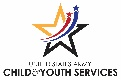 UNITED STATES ARMY
CHILD & YOUTH SERVICES